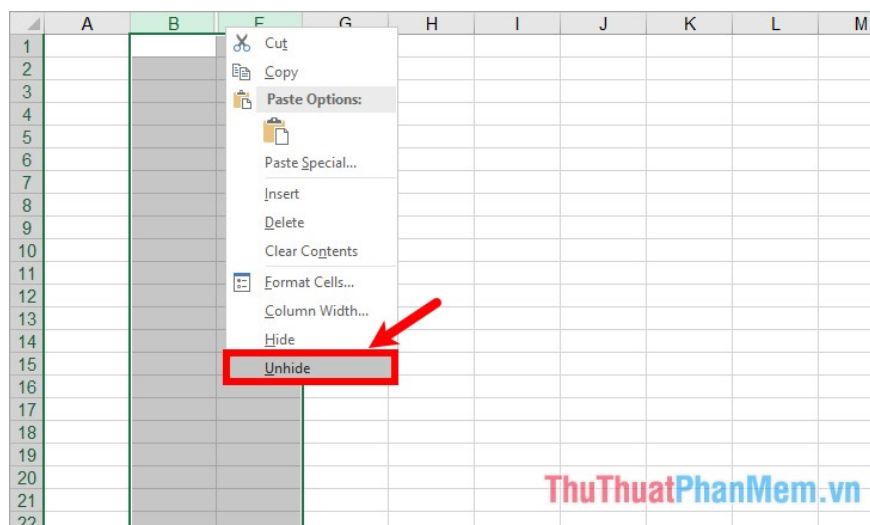 A B F G H I J K L M
1
2
3
4
5
6
7
8
9
10
11
12
13
14
15
16
17
18
19
20
21
22
Cut
Copy
Paste Options:
Paste Special...
Insert
Delete
Clear Contents
Format Cells...
Column Width...
Hide
Unhide
ThuThuatPhanMem.vn